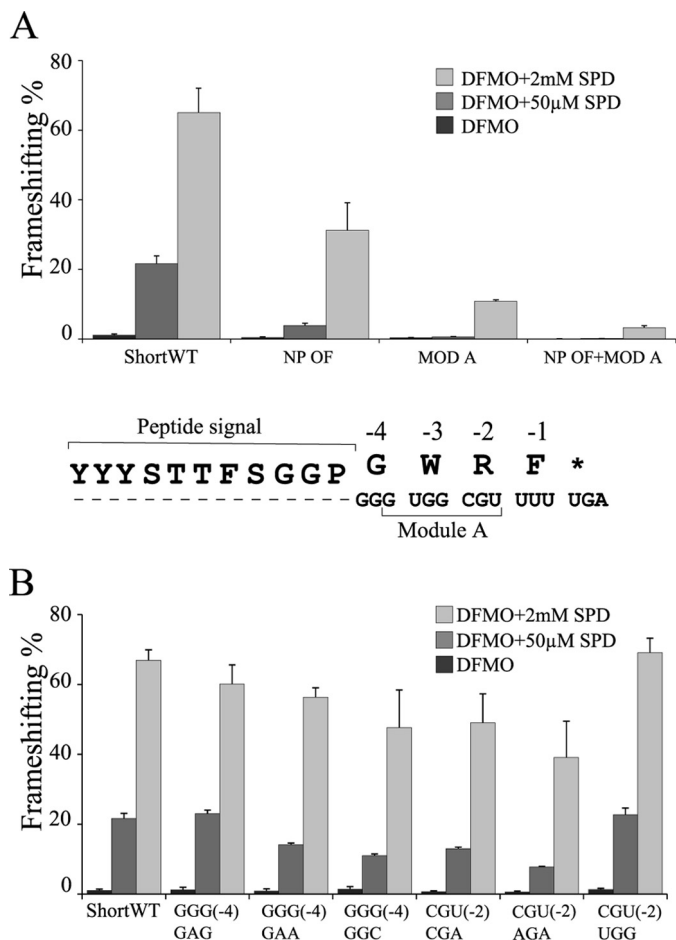 A
Frameshifting %
80
60
40
20
0
DFMO+2mM SPD
DFMO+50µM SPD
DFMO
ShortWT NP OF MOD A NP OF+MOD A
Peptide signal
-4 -3 -2 -1
YYYSTTFSGGP G W R F *
GGG UGG CGU UUU UGA
Module A
B
Frameshifting %
80
60
40
20
0
DFMO+2mM SPD
DFMO+50µM SPD
DFMO
ShortWT GGG(-4) GGG(-4) GGG(-4) CGU(-2) CGU(-2) CGU(-2)
GAG GAA GGC CGA AGA UGG